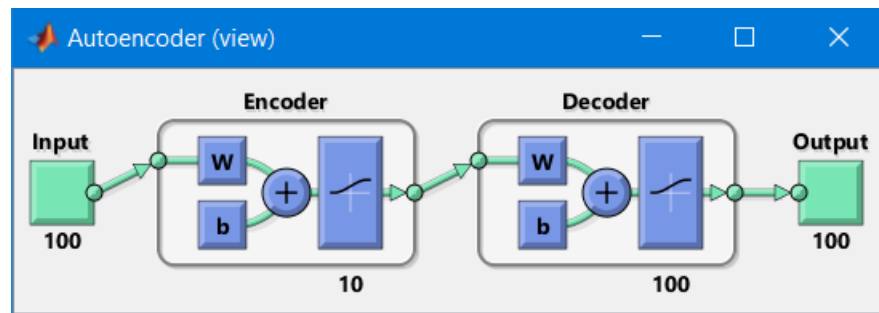 Autoencoder (view)
Encoder
Decoder
Input
Output
W
W
+
+
b
b
100
100
10
100